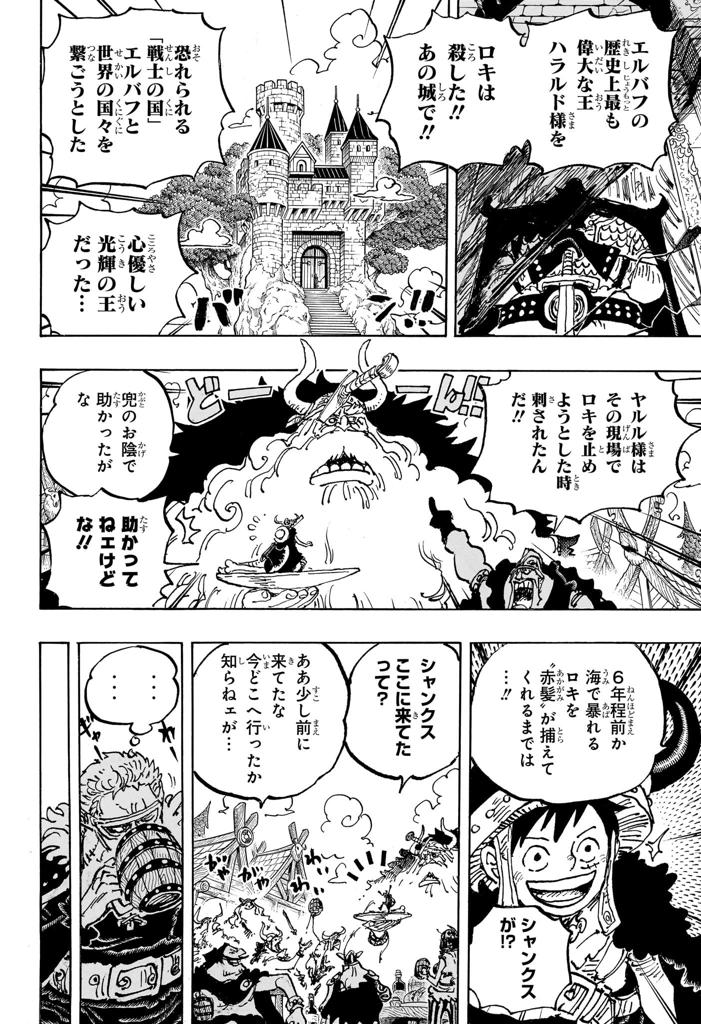 エルバフの
歴史上最も
偉大な王
ハラルド様を
ロキは
殺した!!
あの城で!!
恐れられる
「戦士の国」
エルバフと
世界の国々を
繋ごうとした
心優しい
光輝の王
だった…
ババン
ヤルル様は
その現場で
ロキを止め
ようとした時
刺されたん
だ!!
どーーん!!
兜のお陰で
助かったが
な
助かって
ねェけど
な!!
6年程前か
海で暴れる
ロキを
“赤髪”が捕えて
くれるまでは
…!!
シャンクス
が!?
シャンクス
ここに来てた
って?
ああ少し前に
来てたな
今どこへ行ったか
知らねェが…
わい
わい
………
………